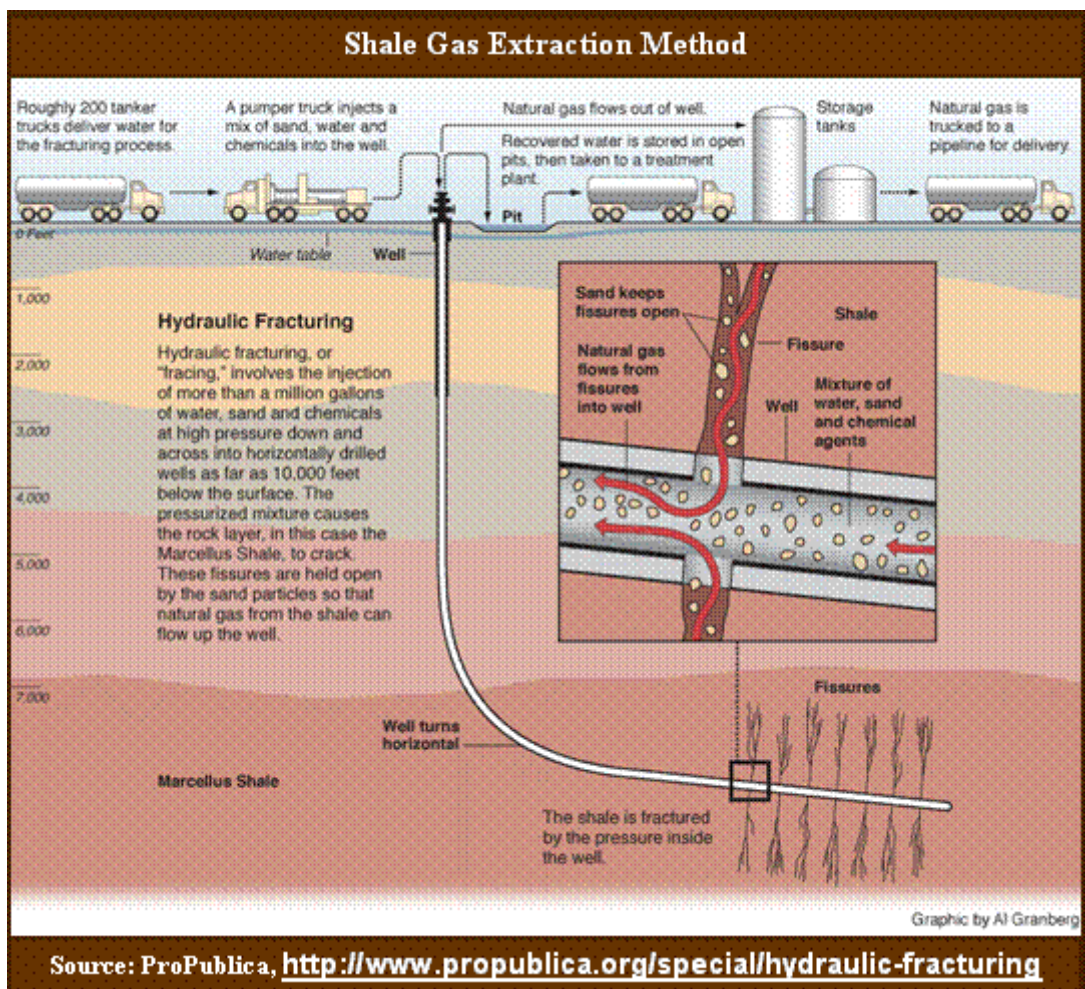 Shale Gas Extraction Method
Roughly 200 tanker
trucks deliver water for
the fracturing process.
A pumper truck injects a
mix of sand, water and
chemicals into the well.
Natural gas flows out of well.
Recovered water is stored in open
pits, then taken to a treatment
plant.
Storage
tanks
Natural gas is
trucked to a
pipeline for delivery.
Pit
0 Feet
Water table
Well
1,000
2,000
3,000
4,000
5,000
6,000
7,000
Hydraulic Fracturing
Hydraulic fracturing, or
"fracing," involves the injection
of more than a million gallons
of water, sand and chemicals
at high pressure down and
across into horizontally drilled
wells as far as 10,000 feet
below the surface. The
pressurized mixture causes
the rock layer, in this case the
Marcellus Shale, to crack.
These fissures are held open
by the sand particles so that
natural gas from the shale can
flow up the well.
Sand keeps
fissures open
Natural gas
flows from
fissures
into well
Shale
Fissure
Well
Mixture of
water, sand
and chemical
agents
Well turns
horizontal
Fissures
Marcellus Shale
The shale is fractured
by the pressure inside
the well.
Graphic by Al Granberg
Source: ProPublica, http://www.propublica.org/special/hydraulic-fracturing